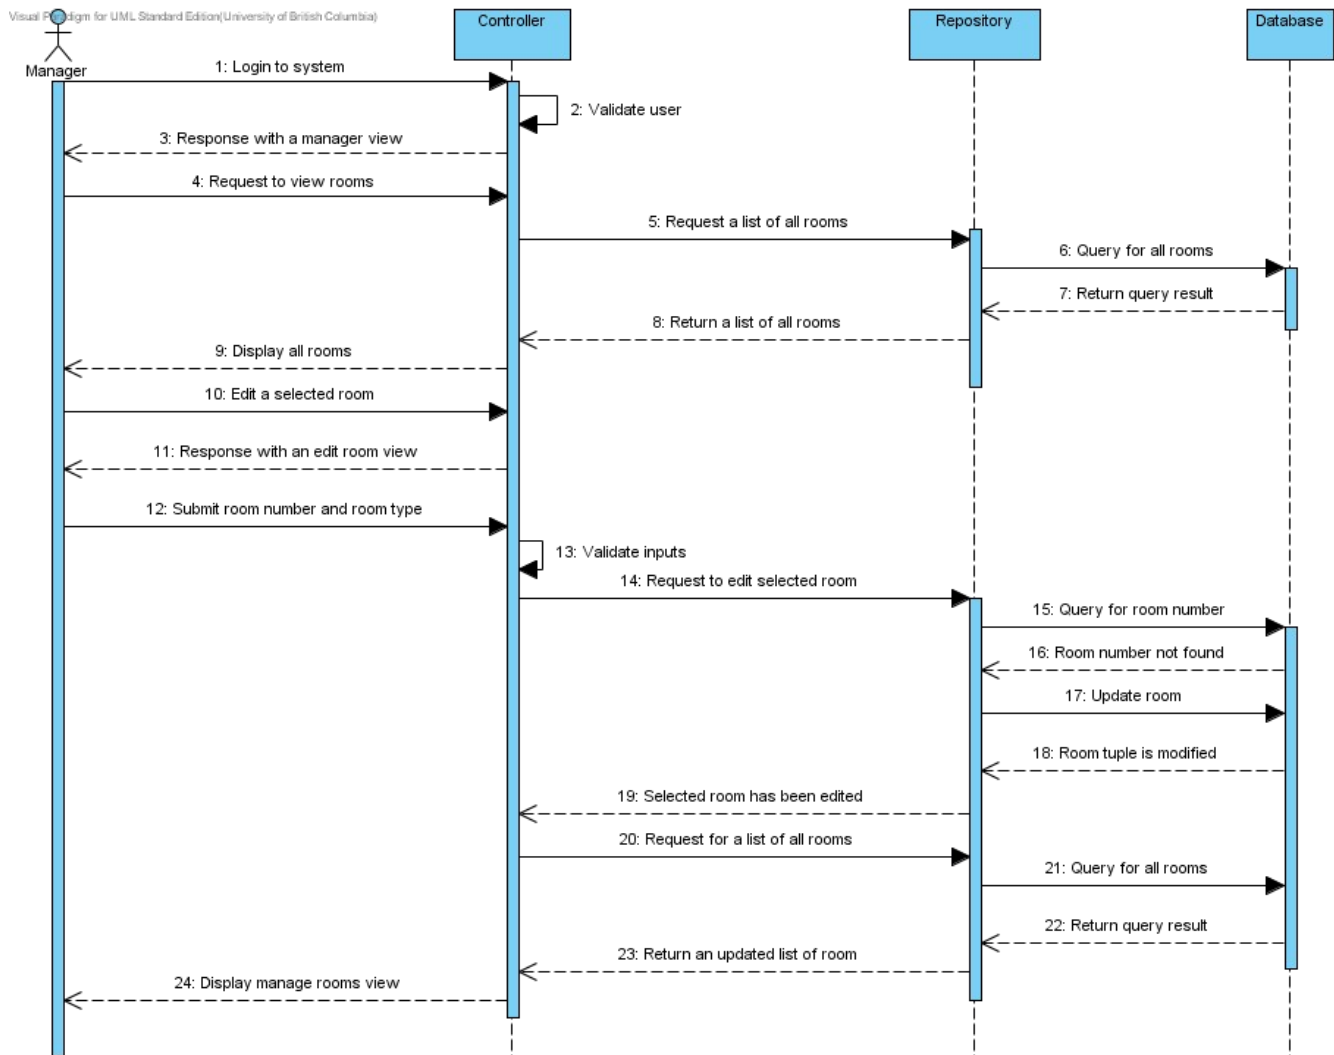 Visual Paradigm for UML Standard Edition(University of British Columbia)
Manager
Controller
Repository
Database
1: Login to system
2: Validate user
3: Response with a manager view
4: Request to view rooms
5: Request a list of all rooms
6: Query for all rooms
7: Return query result
8: Return a list of all rooms
9: Display all rooms
10: Edit a selected room
11: Response with an edit room view
12: Submit room number and room type
13: Validate inputs
14: Request to edit selected room
15: Query for room number
16: Room number not found
17: Update room
18: Room tuple is modified
19: Selected room has been edited
20: Request for a list of all rooms
21: Query for all rooms
22: Return query result
23: Return an updated list of room
24: Display manage rooms view